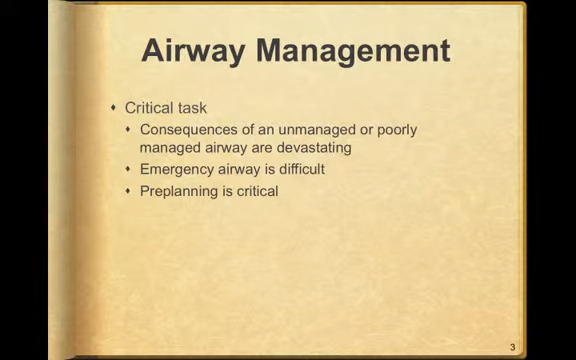 Airway Management
Critical task
Consequences of an unmanaged or poorly
managed airway are devastating
Emergency airway is difficult
Preplanning is critical
3